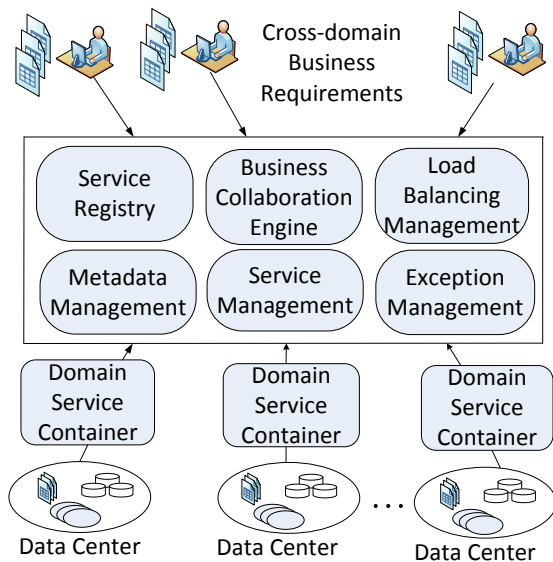 Cross-domain
Business
Requirements
Service
Registry
Business
Collaboration
Engine
Load
Balancing
Management
Metadata
Management
Service
Management
Exception
Management
Domain
Service
Container
Domain
Service
Container
Domain
Service
Container
...
Data Center
Data Center
Data Center